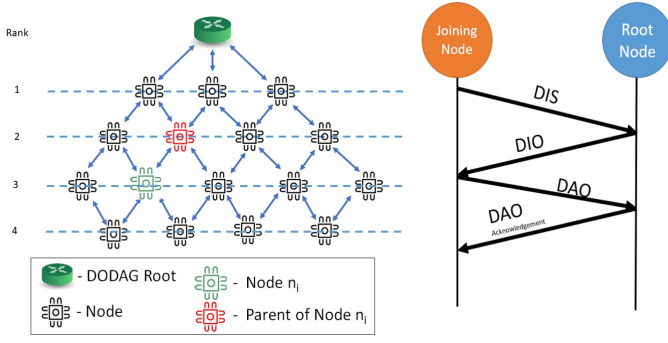 Rank
1
2
3
4
- DODAG Root
- Node
- Node ni
- Parent of Node ni
Joining
Node
Root
Node
DIS
DIO
DAO
DAO
Acknowledgement